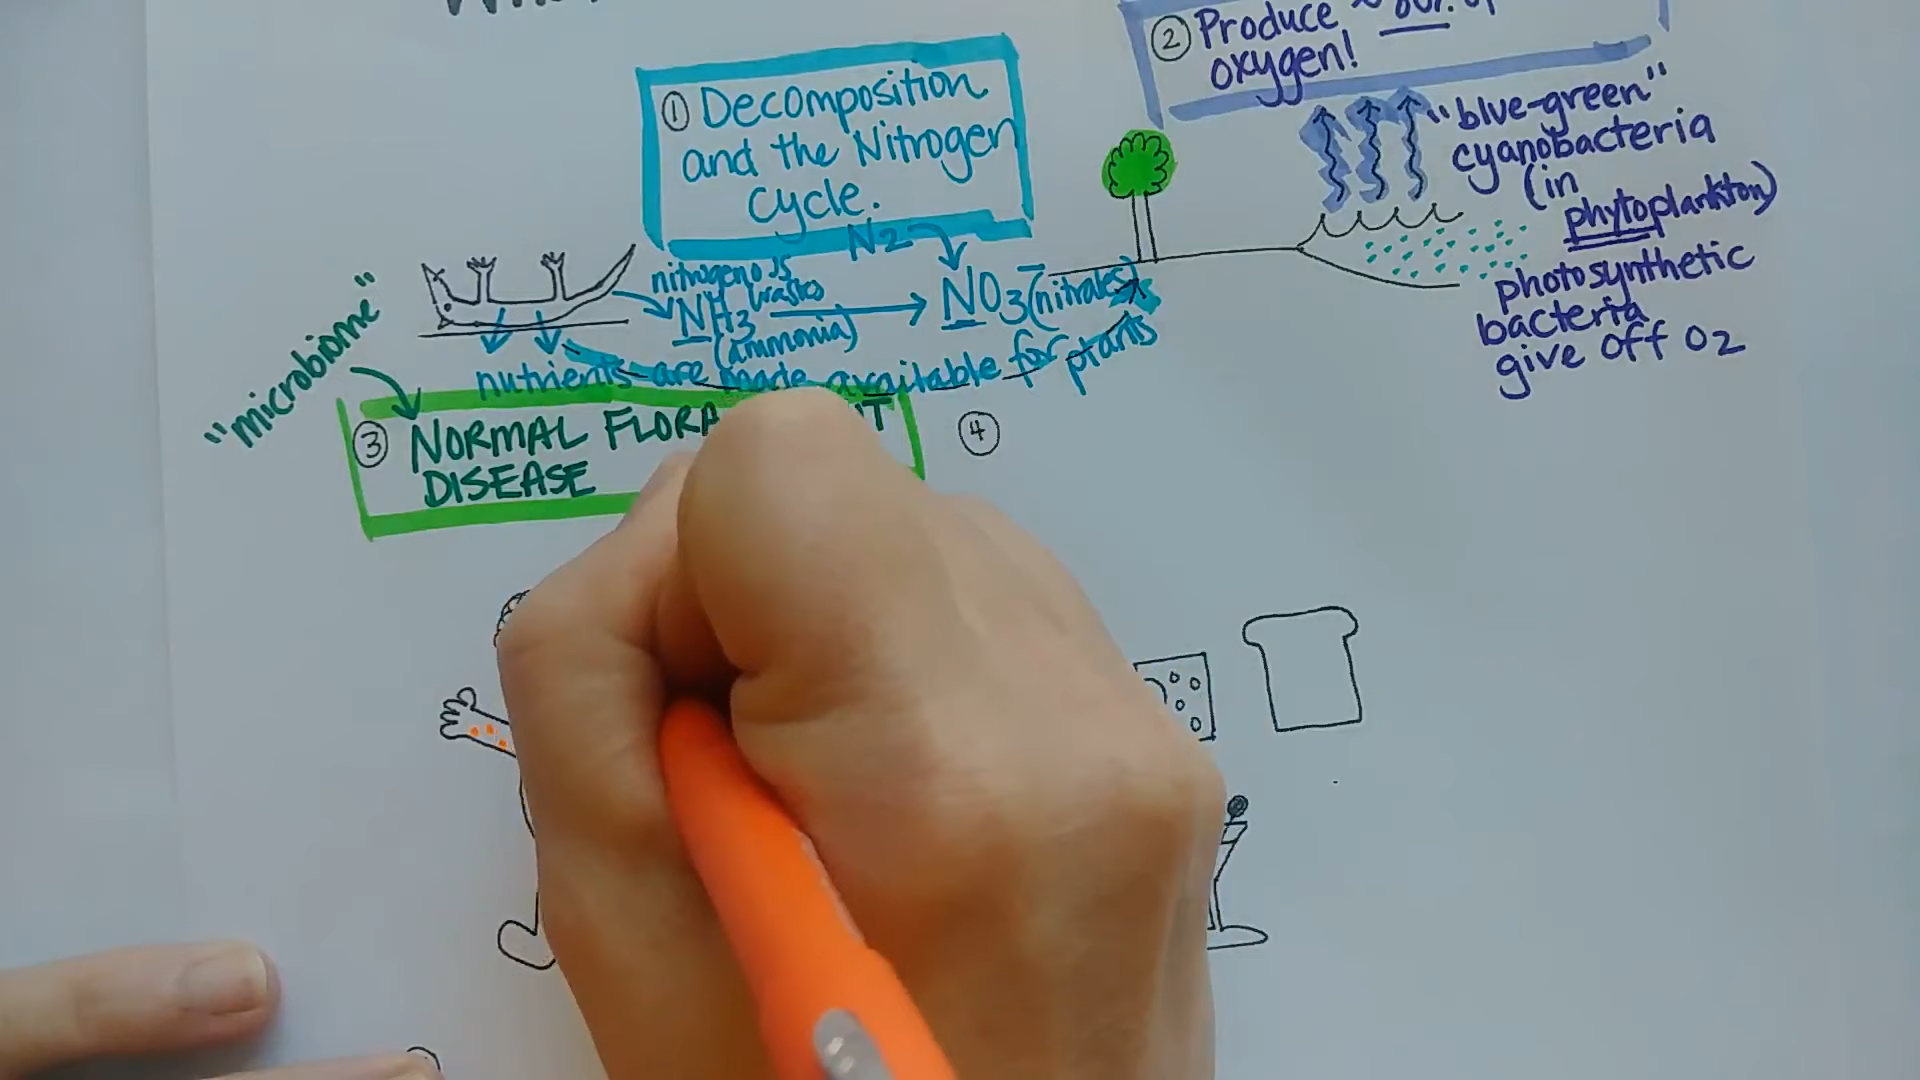 ① Decomposition
and the Nitrogen
cycle.
② Produce
oxygen!
"blue-green"
cyanobacteria
(in
phytoplankton)
photosynthetic
bacteria
give off O2
N2
nitrogenous
wastes
NH3
(ammonia)
NO3⁻ (nitrates)
nutrients are made available for plants
"microbiome"
③ NORMAL FLORA
DISEASE
④